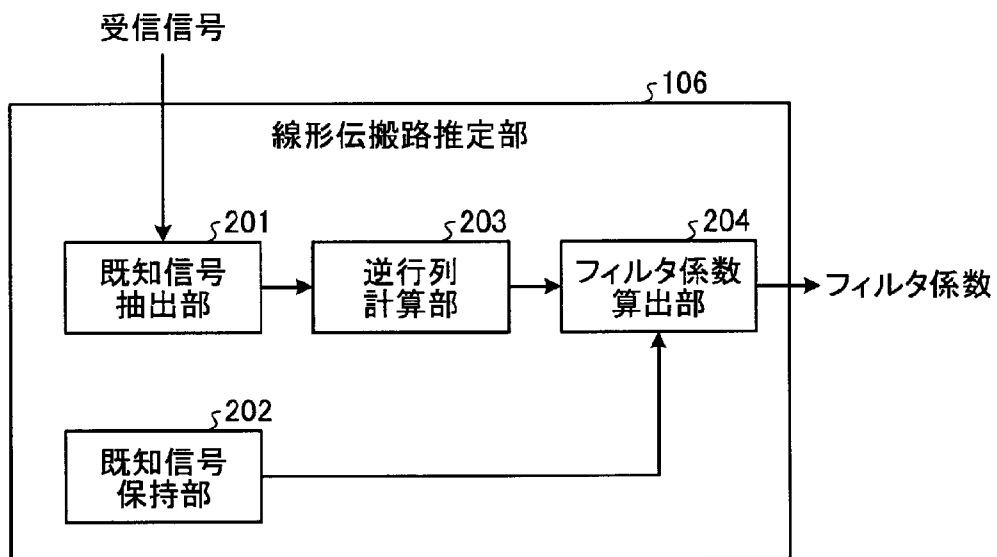 受信信号
106
線形伝搬路推定部
201
既知信号
抽出部
203
逆行列
計算部
204
フィルタ係数
算出部
フィルタ係数
202
既知信号
保持部